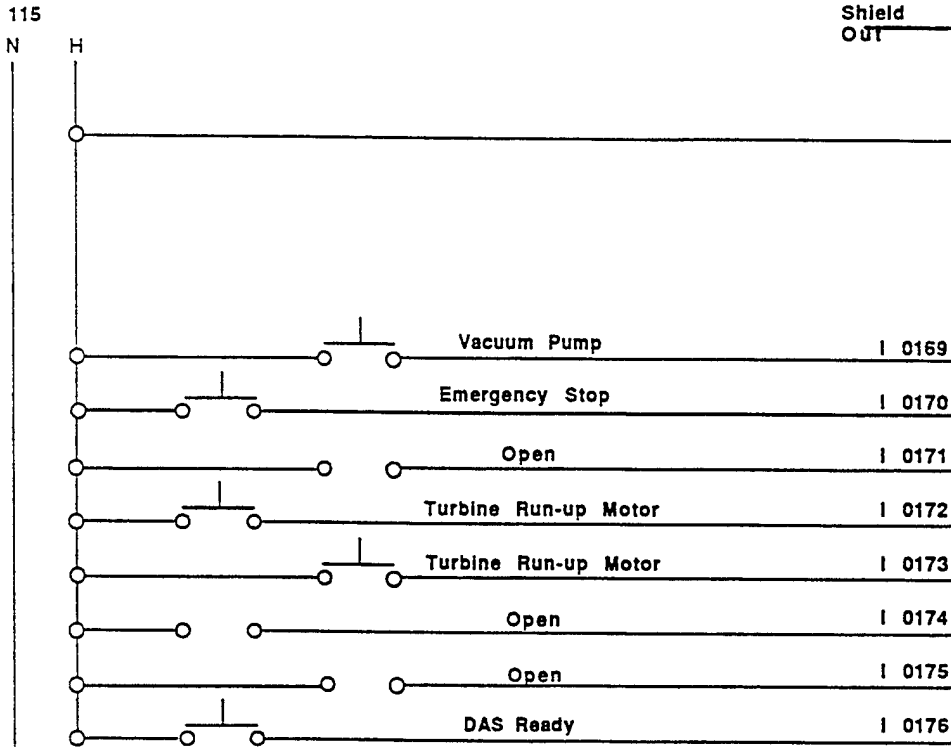 115
Shield
Out
N H
Vacuum Pump I 0169
Emergency Stop I 0170
Open I 0171
Turbine Run-up Motor I 0172
Turbine Run-up Motor I 0173
Open I 0174
Open I 0175
DAS Ready I 0176